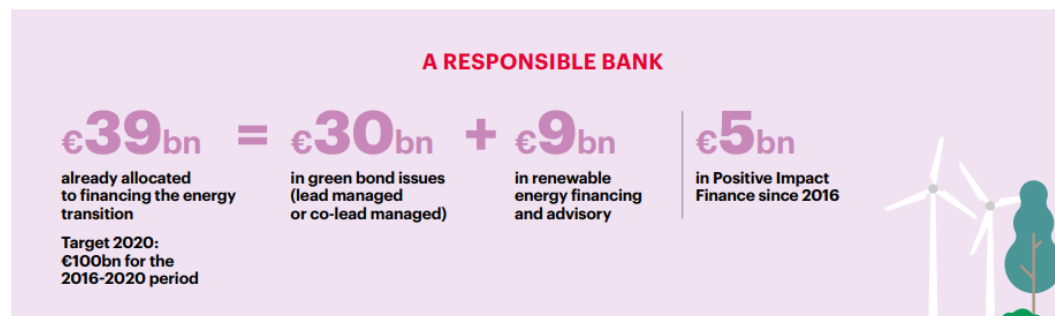 A RESPONSIBLE BANK
€39bn = €30bn + €9bn €5bn
already allocated
to financing the energy
transition
Target 2020:
€100bn for the
2016-2020 period
in green bond issues
(lead managed
or co-lead managed)
in renewable
energy financing
and advisory
in Positive Impact
Finance since 2016